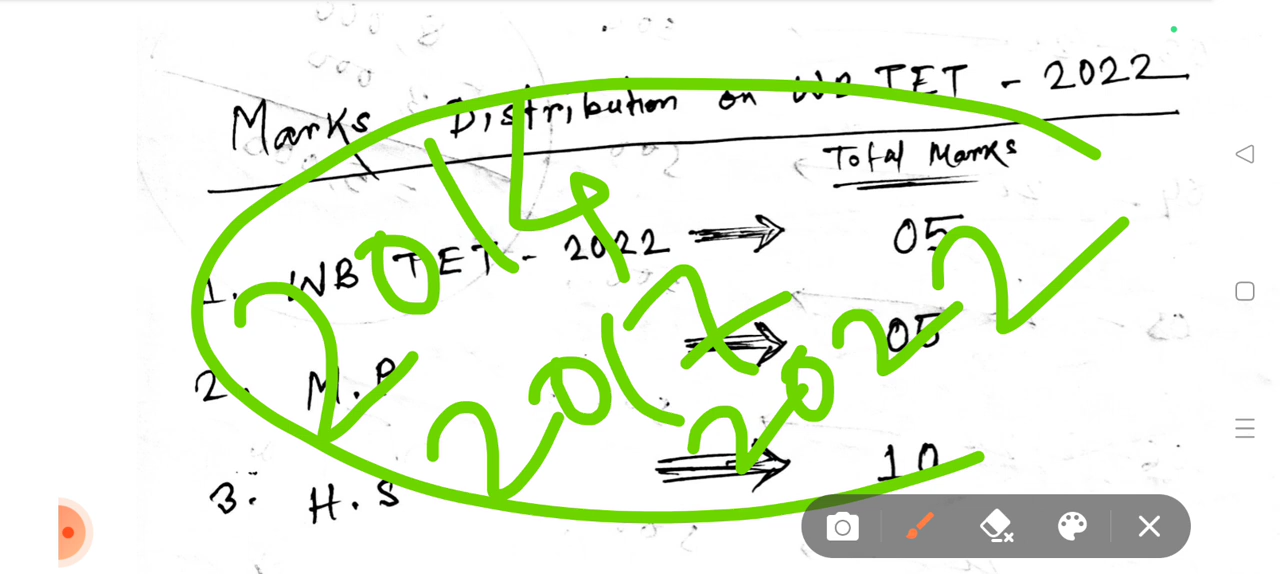 Marks Distribution on WB TET - 2022
Total Marks
1. WB TET - 2022 ⇒ 05
2. M.P ⇒ 05
3. H.S ⇒ 10
2014
2017
2022